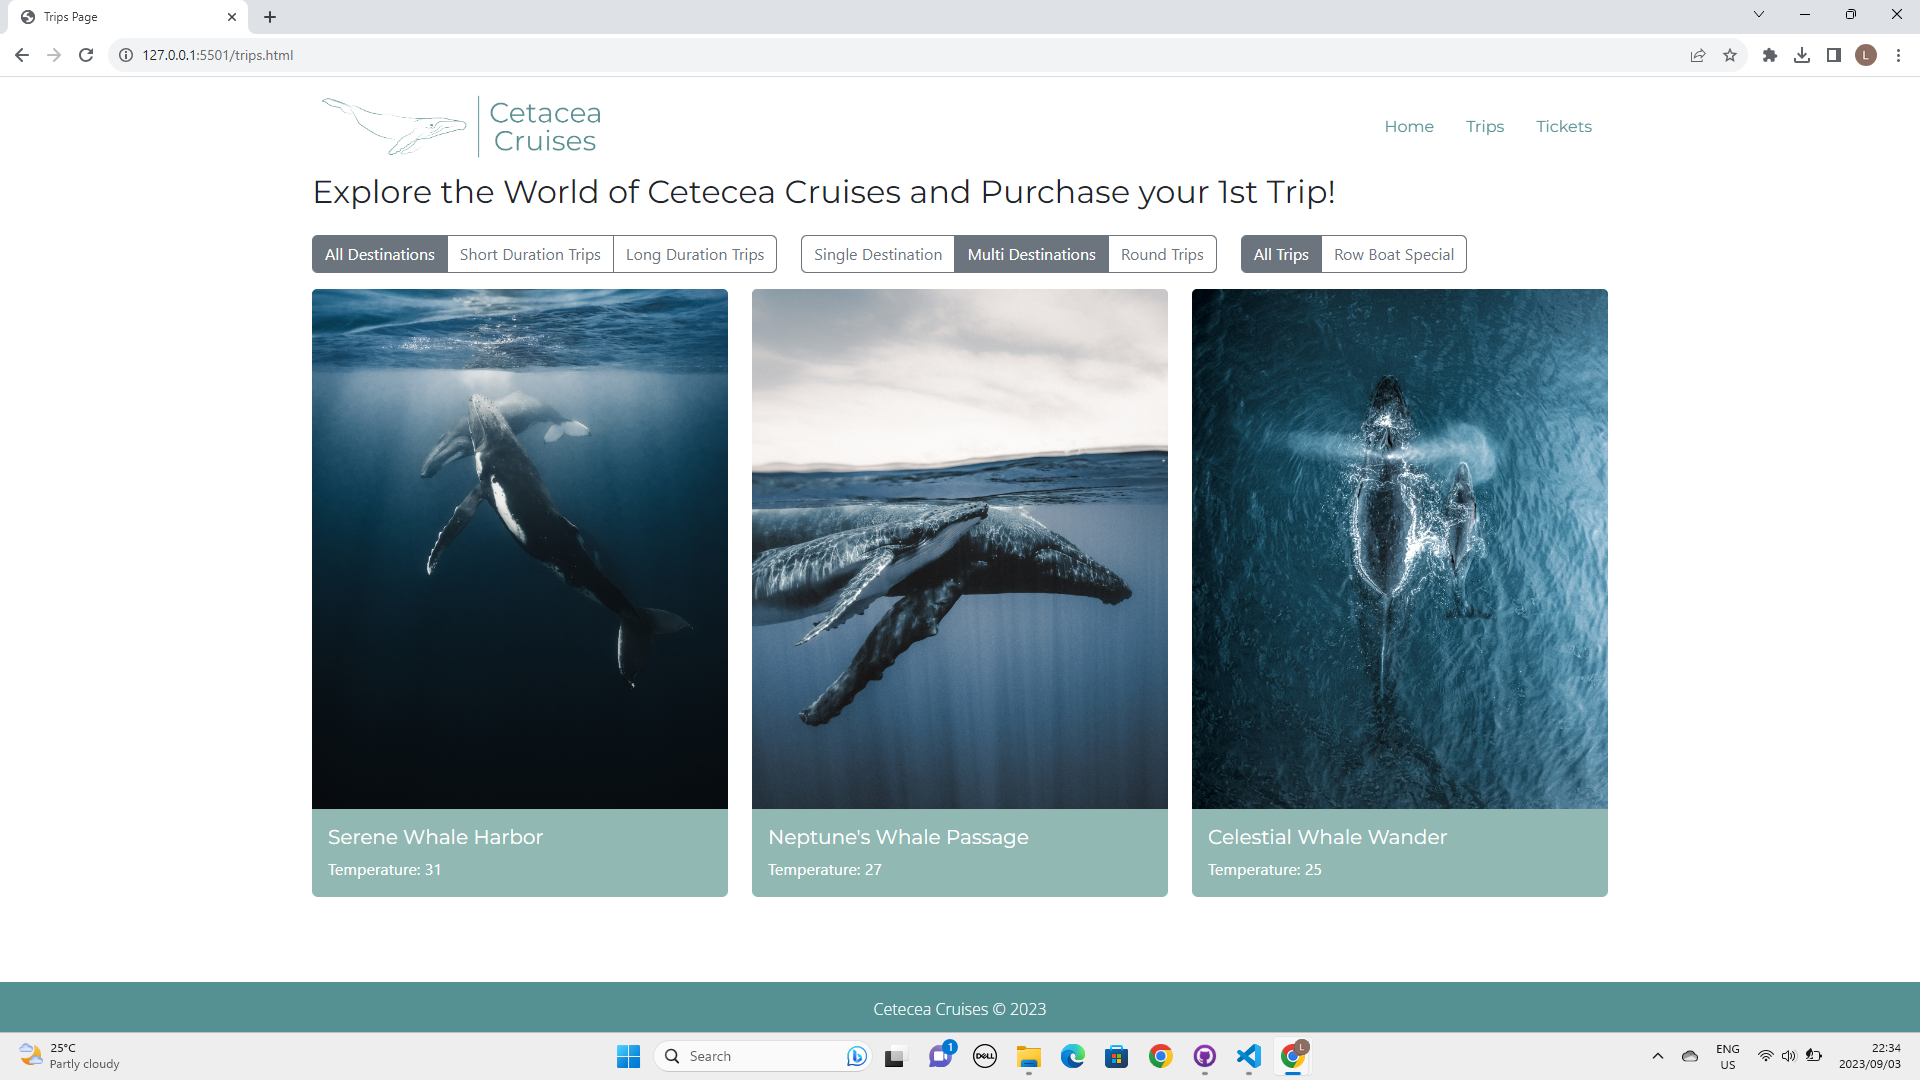 Trips Page
127.0.0.1:5501/trips.html
L
Cetacea
Cruises
Home Trips Tickets
Explore the World of Cetecea Cruises and Purchase your 1st Trip!
All Destinations Short Duration Trips Long Duration Trips Single Destination Multi Destinations Round Trips All Trips Row Boat Special
Serene Whale Harbor
Temperature: 31
Neptune's Whale Passage
Temperature: 27
Celestial Whale Wander
Temperature: 25
Cetecea Cruises © 2023
25°C
Partly cloudy
Search
1
DELL
L
ENG
US
22:34
2023/09/03